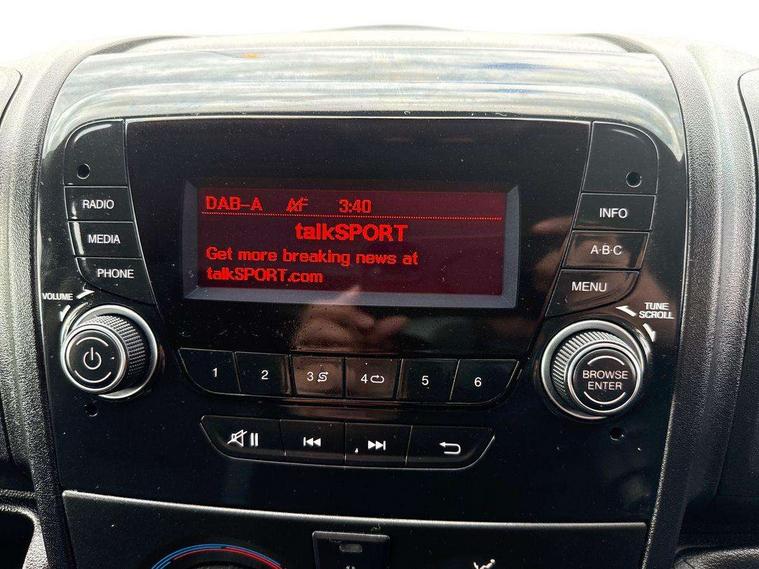 DAB-A AF 3:40
talkSPORT
Get more breaking news at
talkSPORT.com
RADIO
MEDIA
PHONE
VOLUME
INFO
A·B·C
MENU
TUNE
SCROLL
BROWSE
ENTER
1 2 3 4 5 6